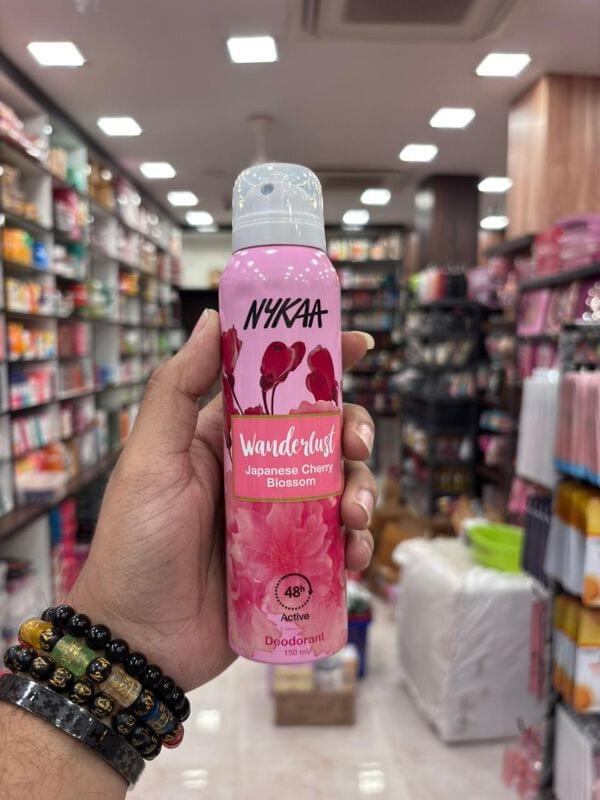 NYKAA
Wanderlust
Japanese Cherry
Blossom
48h
Active
Deodorant
150 ml